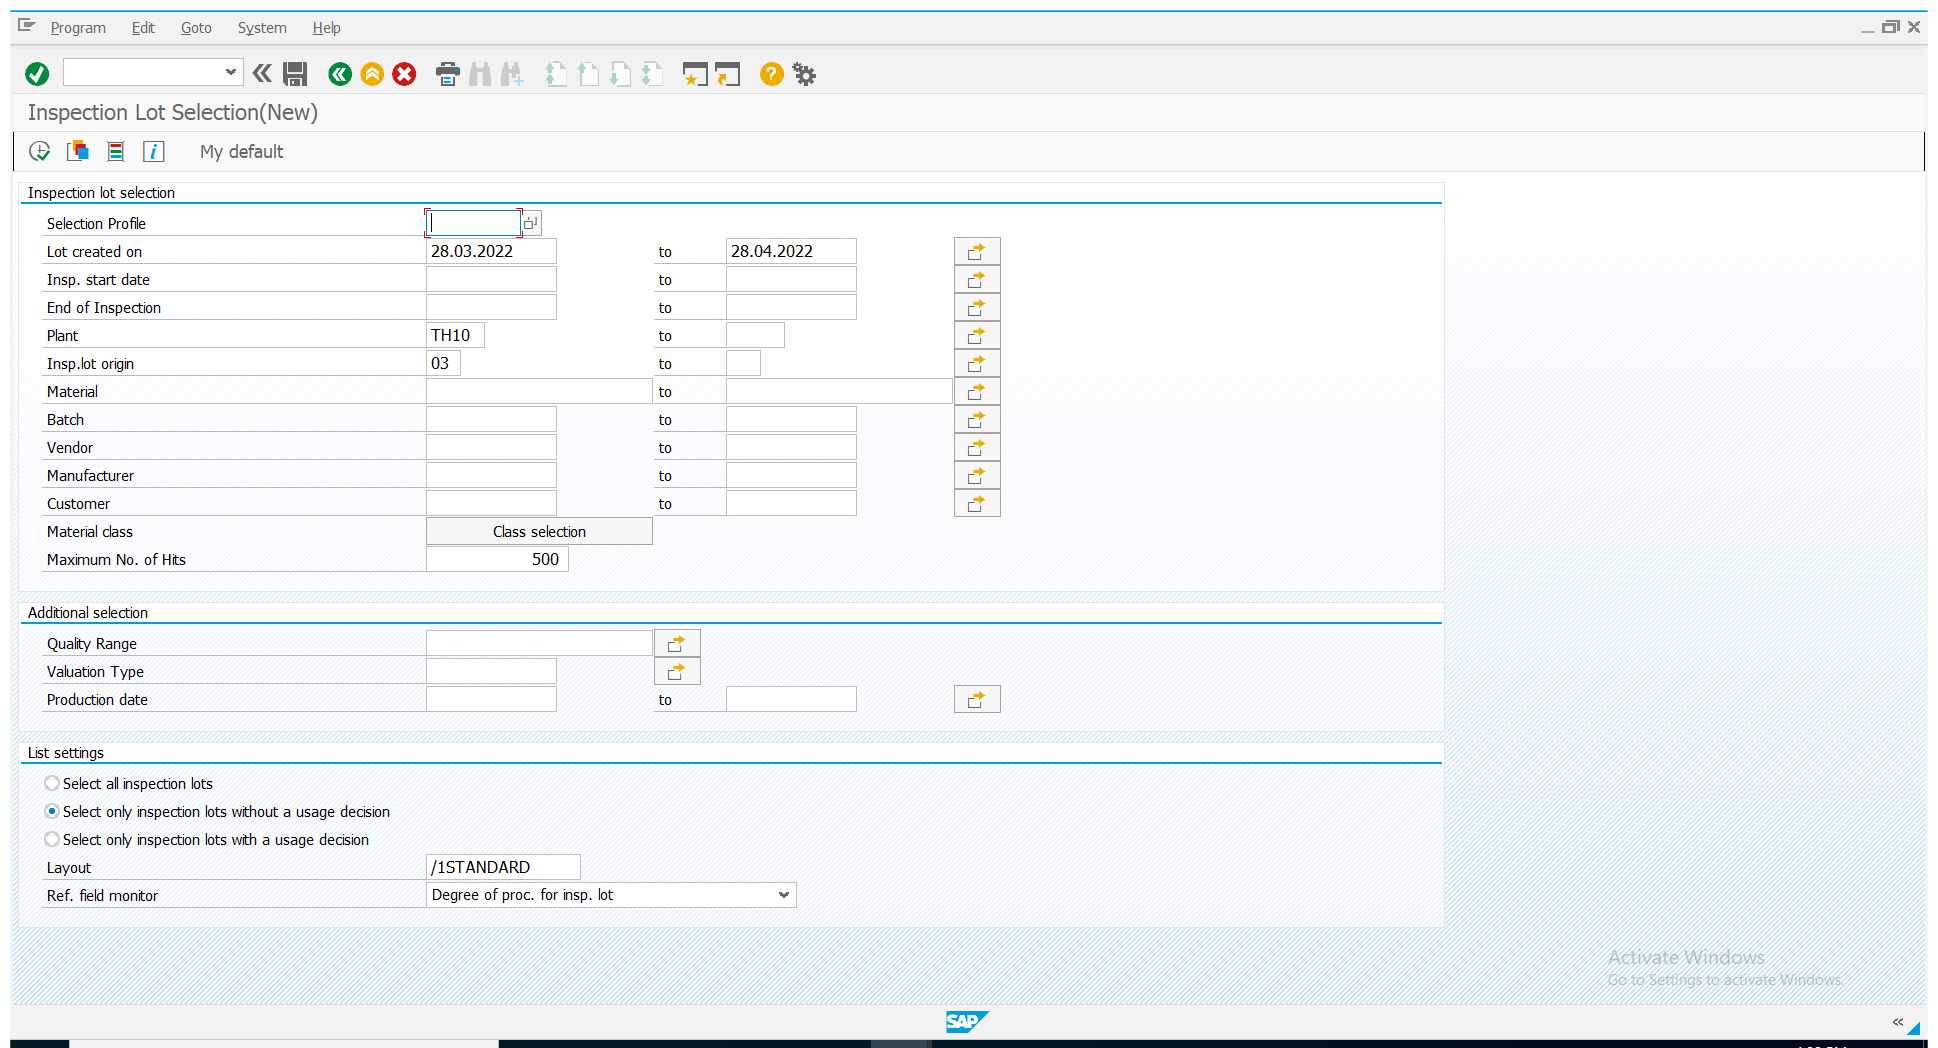 Program Edit Goto System Help
Inspection Lot Selection(New)
My default
Inspection lot selection
Selection Profile
Lot created on 28.03.2022 to 28.04.2022
Insp. start date to
End of Inspection to
Plant TH10 to
Insp.lot origin 03 to
Material to
Batch to
Vendor to
Manufacturer to
Customer to
Material class Class selection
Maximum No. of Hits 500
Additional selection
Quality Range
Valuation Type
Production date to
List settings
Select all inspection lots
Select only inspection lots without a usage decision
Select only inspection lots with a usage decision
Layout /1STANDARD
Ref. field monitor Degree of proc. for insp. lot
Activate Windows
Go to Settings to activate Windows.
SAP